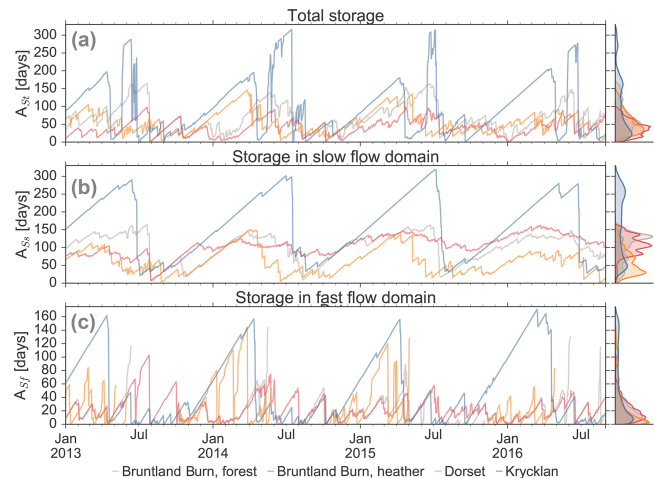 Total storage
(a)
A_St [days]
300
250
200
150
100
50
0
Storage in slow flow domain
(b)
A_Ss [days]
300
250
200
150
100
50
0
Storage in fast flow domain
(c)
A_Sf [days]
160
140
120
100
80
60
40
20
0
Jan Jul Jan Jul Jan Jul Jan Jul
2013 2014 2015 2016
Bruntland Burn, forest Bruntland Burn, heather Dorset Krycklan